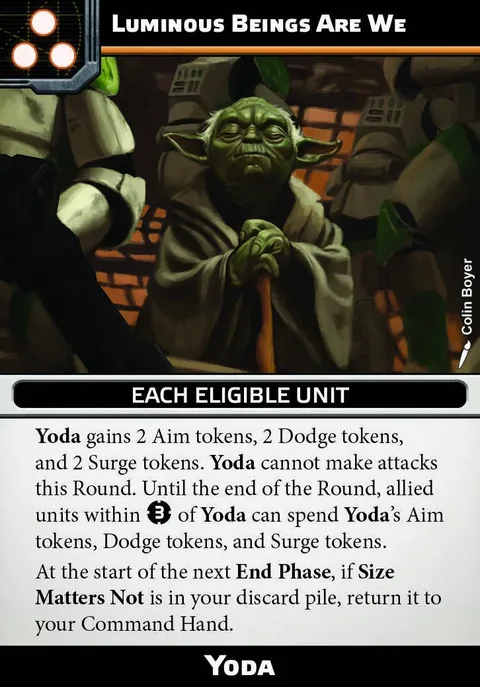 Luminous Beings Are We
Colin Boyer
EACH ELIGIBLE UNIT
Yoda gains 2 Aim tokens, 2 Dodge tokens,
and 2 Surge tokens. Yoda cannot make attacks
this Round. Until the end of the Round, allied
units within 3 of Yoda can spend Yoda's Aim
tokens, Dodge tokens, and Surge tokens.
At the start of the next End Phase, if Size
Matters Not is in your discard pile, return it to
your Command Hand.
Yoda